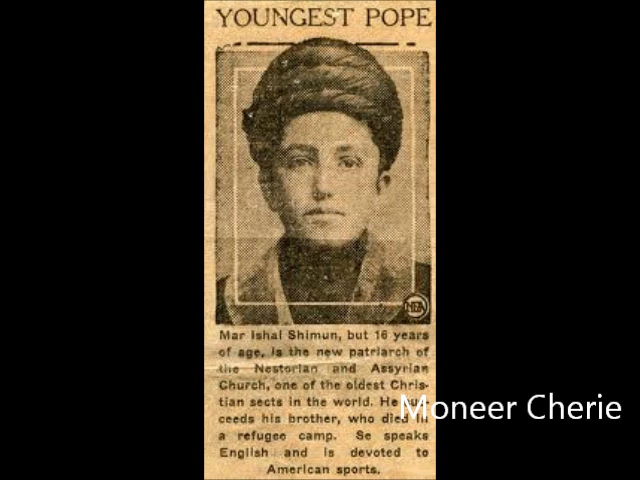 YOUNGEST POPE
NEA
Mar Ishai Shimun, but 16 years
of age, is the new patriarch of
the Nestorian and Assyrian
Church, one of the oldest Chris-
tian sects in the world. He suc-
ceeds his brother, who died in
a refugee camp. Se speaks
English and is devoted to
American sports.
Moneer Cherie